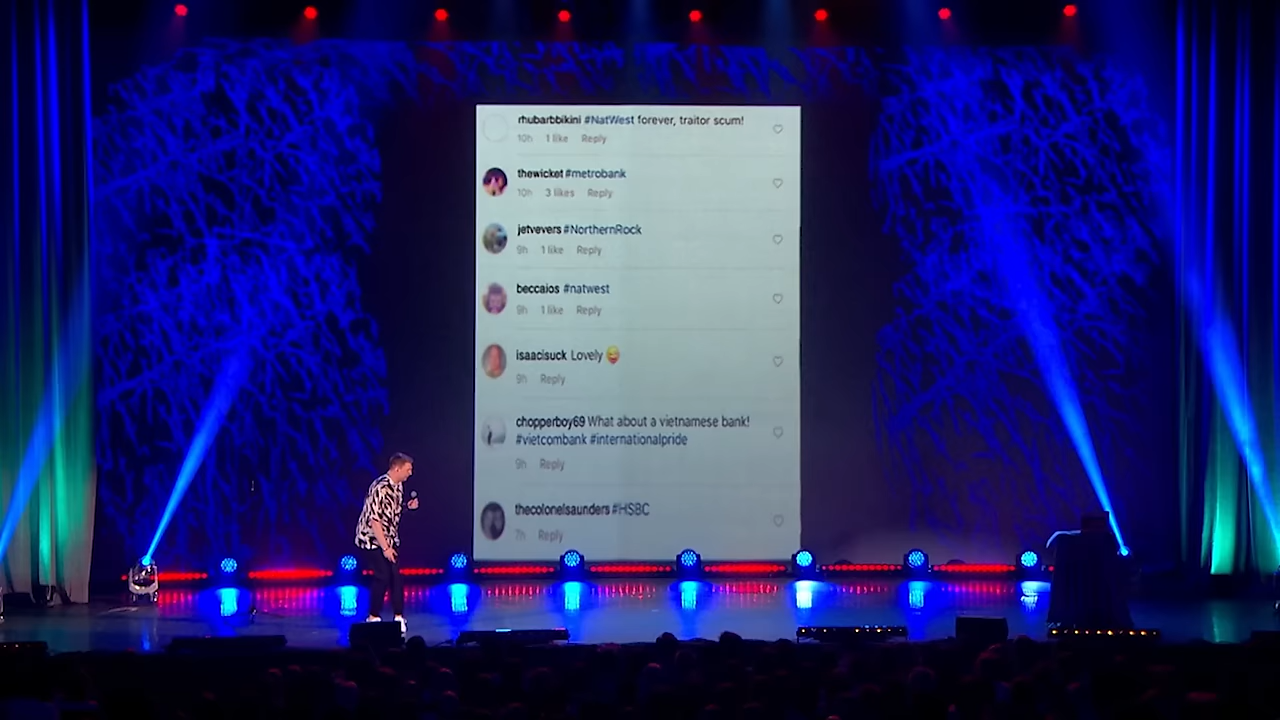 rhubarbbikini #NatWest forever, traitor scum!
10h 1 like Reply
thewicket #metrobank
10h 3 likes Reply
jetvevers #NorthernRock
9h 1 like Reply
beccaios #natwest
9h 1 like Reply
isaacisuck Lovely 😝
9h Reply
chopperboy69 What about a vietnamese bank!
#vietcombank #internationalpride
9h Reply
thecolonelsaunders #HSBC
7h Reply